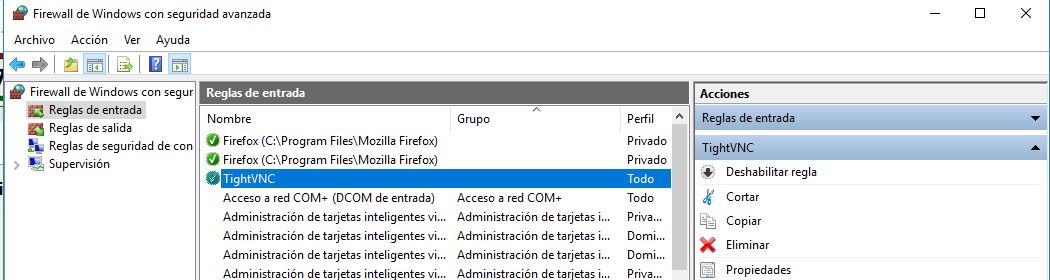 Firewall de Windows con seguridad avanzada
Archivo Acción Ver Ayuda
Firewall de Windows con segur
Reglas de entrada
Reglas de salida
Reglas de seguridad de con
Supervisión
Reglas de entrada
Nombre Grupo Perfil
Firefox (C:\Program Files\Mozilla Firefox) Privado
Firefox (C:\Program Files\Mozilla Firefox) Privado
TightVNC Todo
Acceso a red COM+ (DCOM de entrada) Acceso a red COM+ Todo
Administración de tarjetas inteligentes vi... Administración de tarjetas i... Priva...
Administración de tarjetas inteligentes vi... Administración de tarjetas i... Domi...
Administración de tarjetas inteligentes vi... Administración de tarjetas i... Domi...
Administración de tarjetas inteligentes vi... Administración de tarjetas i... Priva...
Acciones
Reglas de entrada
TightVNC
Deshabilitar regla
Cortar
Copiar
Eliminar
Propiedades